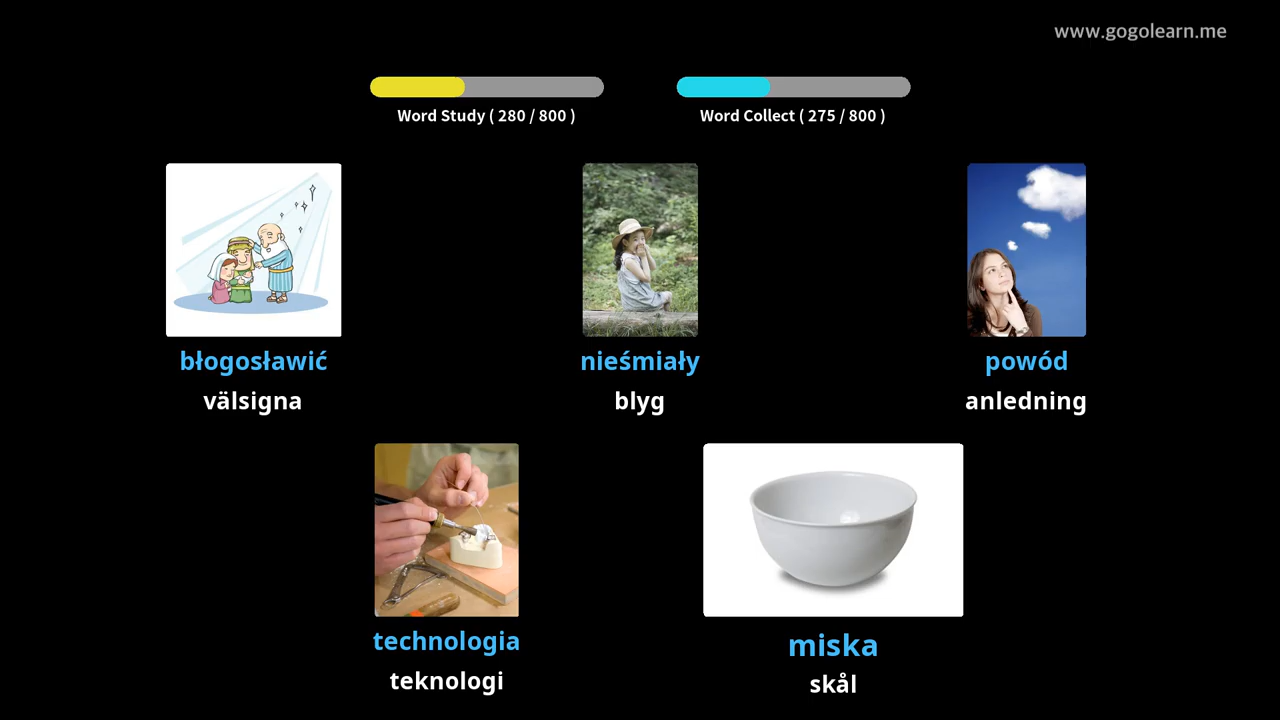 www.gogolearn.me
Word Study ( 280 / 800 )
Word Collect ( 275 / 800 )
błogosławić
välsigna
nieśmiały
blyg
powód
anledning
technologia
teknologi
miska
skål